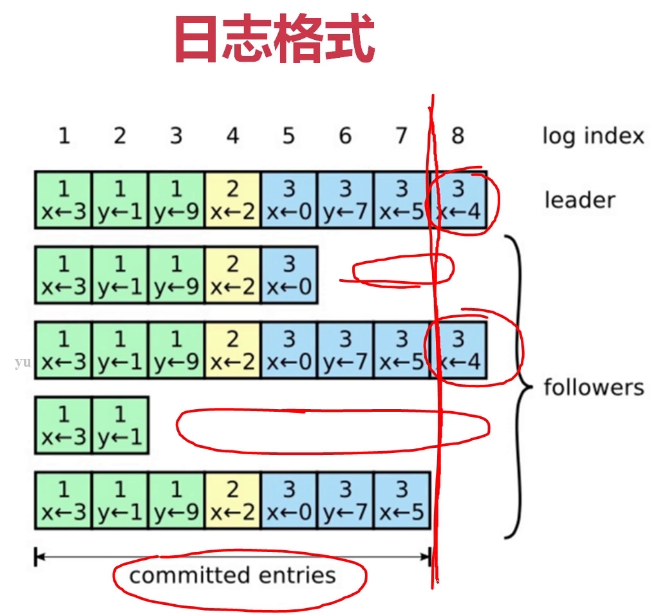 日志格式
1 2 3 4 5 6 7 8 log index
1 1 1 2 3 3 3 3
x←3 y←1 y←9 x←2 x←0 y←7 x←5 x←4 leader
1 1 1 2 3
x←3 y←1 y←9 x←2 x←0
1 1 1 2 3 3 3 3
yu x←3 y←1 y←9 x←2 x←0 y←7 x←5 x←4
followers
1 1
x←3 y←1
1 1 1 2 3 3 3
x←3 y←1 y←9 x←2 x←0 y←7 x←5
committed entries